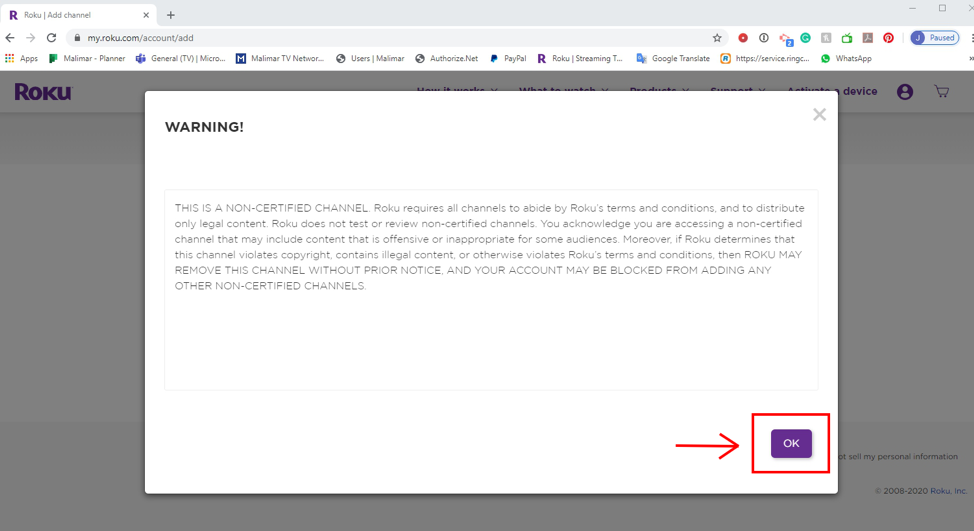 Roku | Add channel
my.roku.com/account/add
J Paused
Apps Malimar - Planner General (TV) | Micro... Malimar TV Network... Users | Malimar Authorize.Net PayPal Roku | Streaming T... Google Translate https://service.ringc... WhatsApp
ROKU How it works What to watch Products Support Activate a device
WARNING!
THIS IS A NON-CERTIFIED CHANNEL. Roku requires all channels to abide by Roku's terms and conditions, and to distribute
only legal content. Roku does not test or review non-certified channels. You acknowledge you are accessing a non-certified
channel that may include content that is offensive or inappropriate for some audiences. Moreover, if Roku determines that
this channel violates copyright, contains illegal content, or otherwise violates Roku's terms and conditions, then ROKU MAY
REMOVE THIS CHANNEL WITHOUT PRIOR NOTICE, AND YOUR ACCOUNT MAY BE BLOCKED FROM ADDING ANY
OTHER NON-CERTIFIED CHANNELS.
OK
not sell my personal information
© 2008-2020 Roku, Inc.